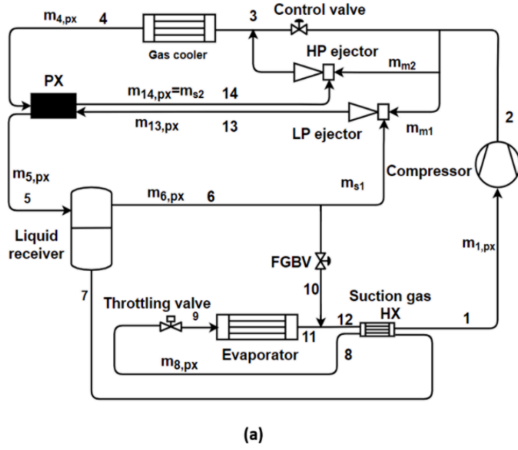 m4,px
4
3
Control valve
Gas cooler
HP ejector
mm2
PX
m14,px=ms2
14
m13,px
13
LP ejector
mm1
2
Compressor
m5,px
5
m6,px
6
ms1
m1,px
Liquid
receiver
FGBV
7
10
Throttling valve
9
Suction gas
HX
11
12
1
Evaporator
8
m8,px
(a)